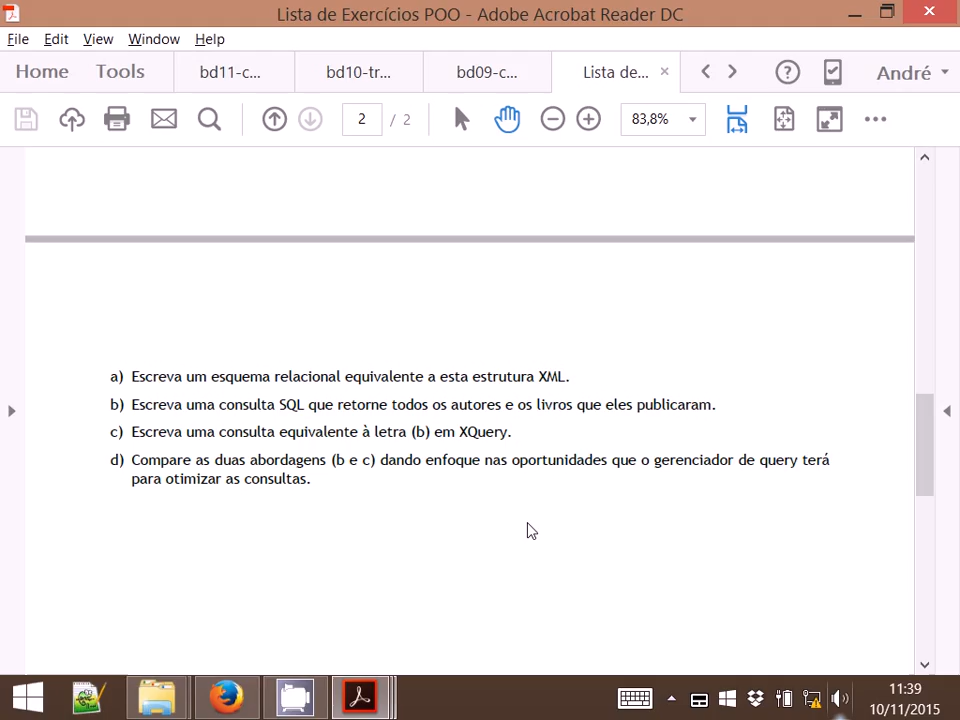 Lista de Exercícios POO - Adobe Acrobat Reader DC
File Edit View Window Help
Home Tools bd11-c... bd10-tr... bd09-c... Lista de... × André
2 / 2 83,8%
a) Escreva um esquema relacional equivalente a esta estrutura XML.
b) Escreva uma consulta SQL que retorne todos os autores e os livros que eles publicaram.
c) Escreva uma consulta equivalente à letra (b) em XQuery.
d) Compare as duas abordagens (b e c) dando enfoque nas oportunidades que o gerenciador de query terá
para otimizar as consultas.
11:39
10/11/2015